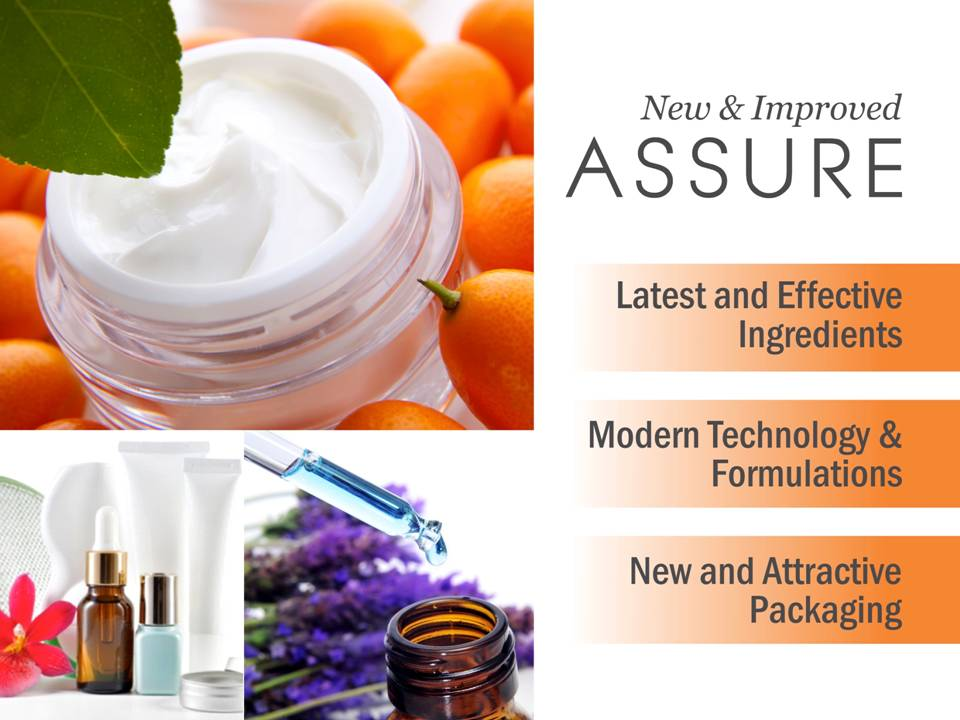 New & Improved
ASSURE
Latest and Effective
Ingredients
Modern Technology &
Formulations
New and Attractive
Packaging